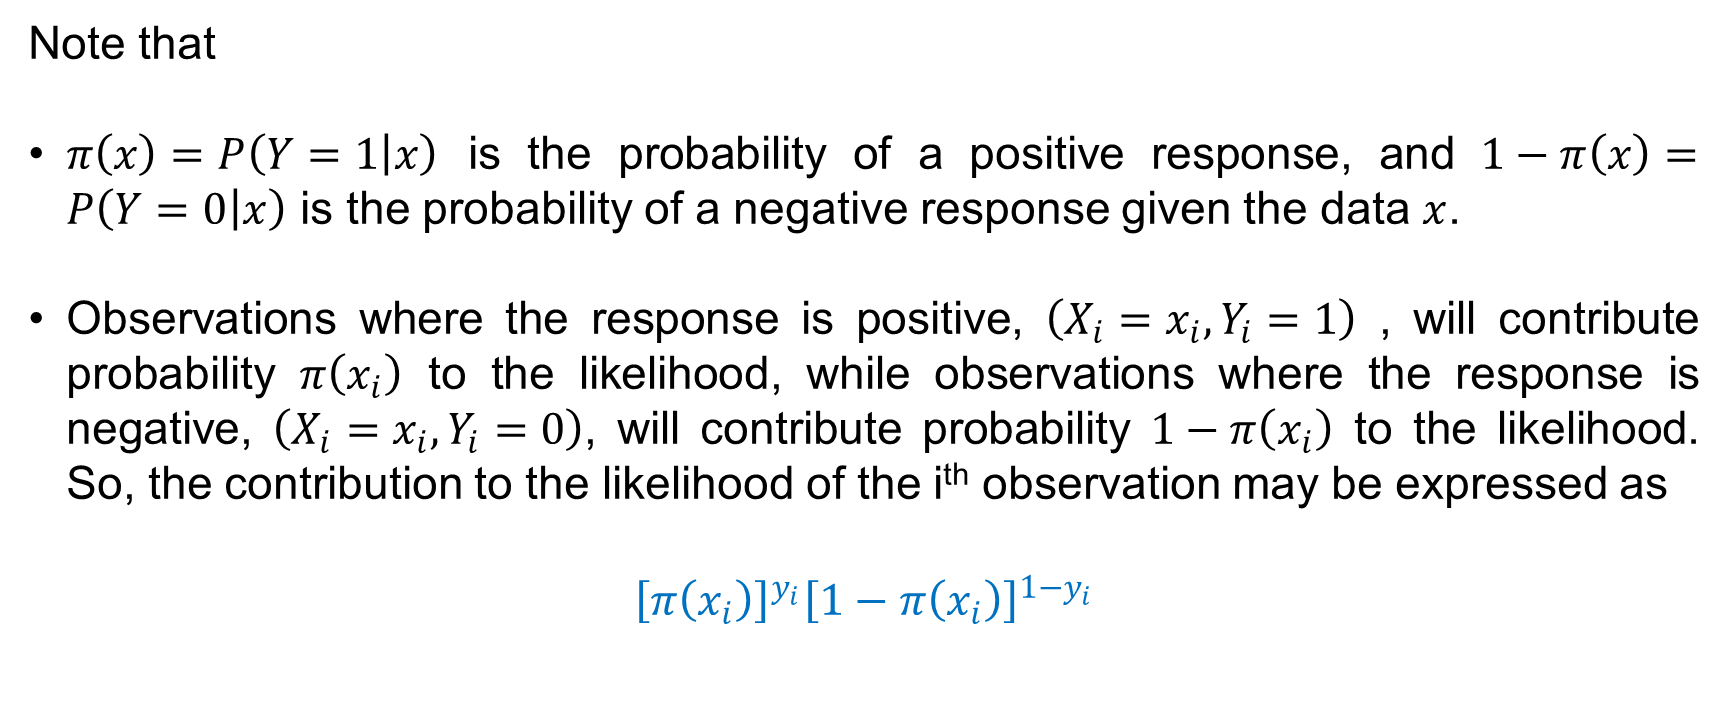 Note that
• π(x) = P(Y = 1|x) is the probability of a positive response, and 1 − π(x) =
P(Y = 0|x) is the probability of a negative response given the data x.
• Observations where the response is positive, (Xᵢ = xᵢ, Yᵢ = 1) , will contribute
probability π(xᵢ) to the likelihood, while observations where the response is
negative, (Xᵢ = xᵢ, Yᵢ = 0), will contribute probability 1 − π(xᵢ) to the likelihood.
So, the contribution to the likelihood of the iᵗʰ observation may be expressed as
[π(xᵢ)]^{yᵢ}[1 − π(xᵢ)]^{1−yᵢ}